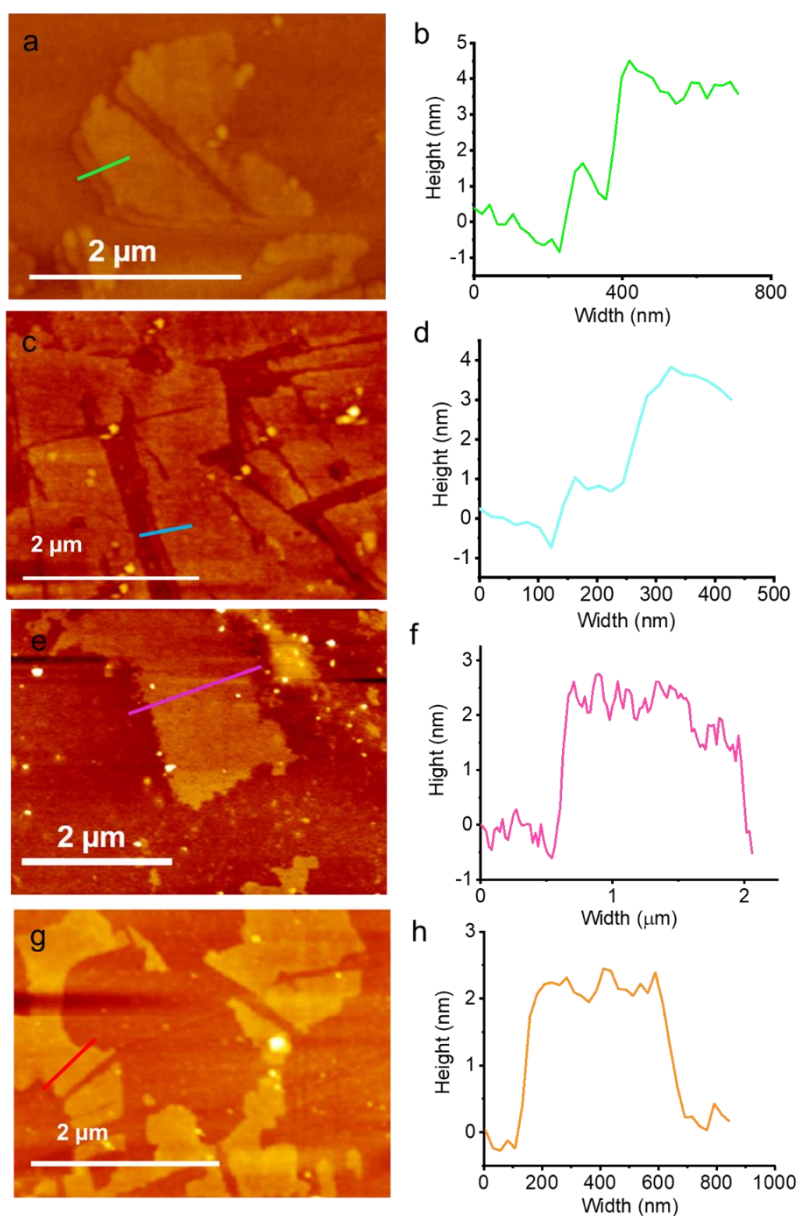 a
2 μm
b
5
4
3
2
1
0
-1
Height (nm)
0
400
800
Width (nm)
c
2 μm
d
4
3
2
1
0
-1
Height (nm)
0
100
200
300
400
500
Width (nm)
e
2 μm
f
3
2
1
0
-1
Hight (nm)
0
1
2
Width (μm)
g
2 μm
h
3
2
1
0
Height (nm)
0
200
400
600
800
1000
Width (nm)